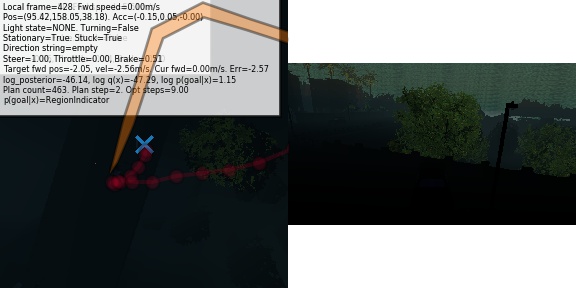 Local frame=428. Fwd speed=0.00m/s
Pos=(95.42,158.05,38.18). Acc=(-0.15,0.05,-0.00)
Light state=NONE. Turning=False
Stationary=True. Stuck=True
Direction string=empty
Steer=1.00, Throttle=0.00, Brake=0.51
Target fwd pos=-2.05, vel=-2.56m/s, Cur fwd=0.00m/s. Err=-2.57
log_posterior=-46.14, log q(x)=-47.29, log p(goal|x)=1.15
Plan count=463. Plan step=2. Opt steps=9.00
p(goal|x)=RegionIndicator